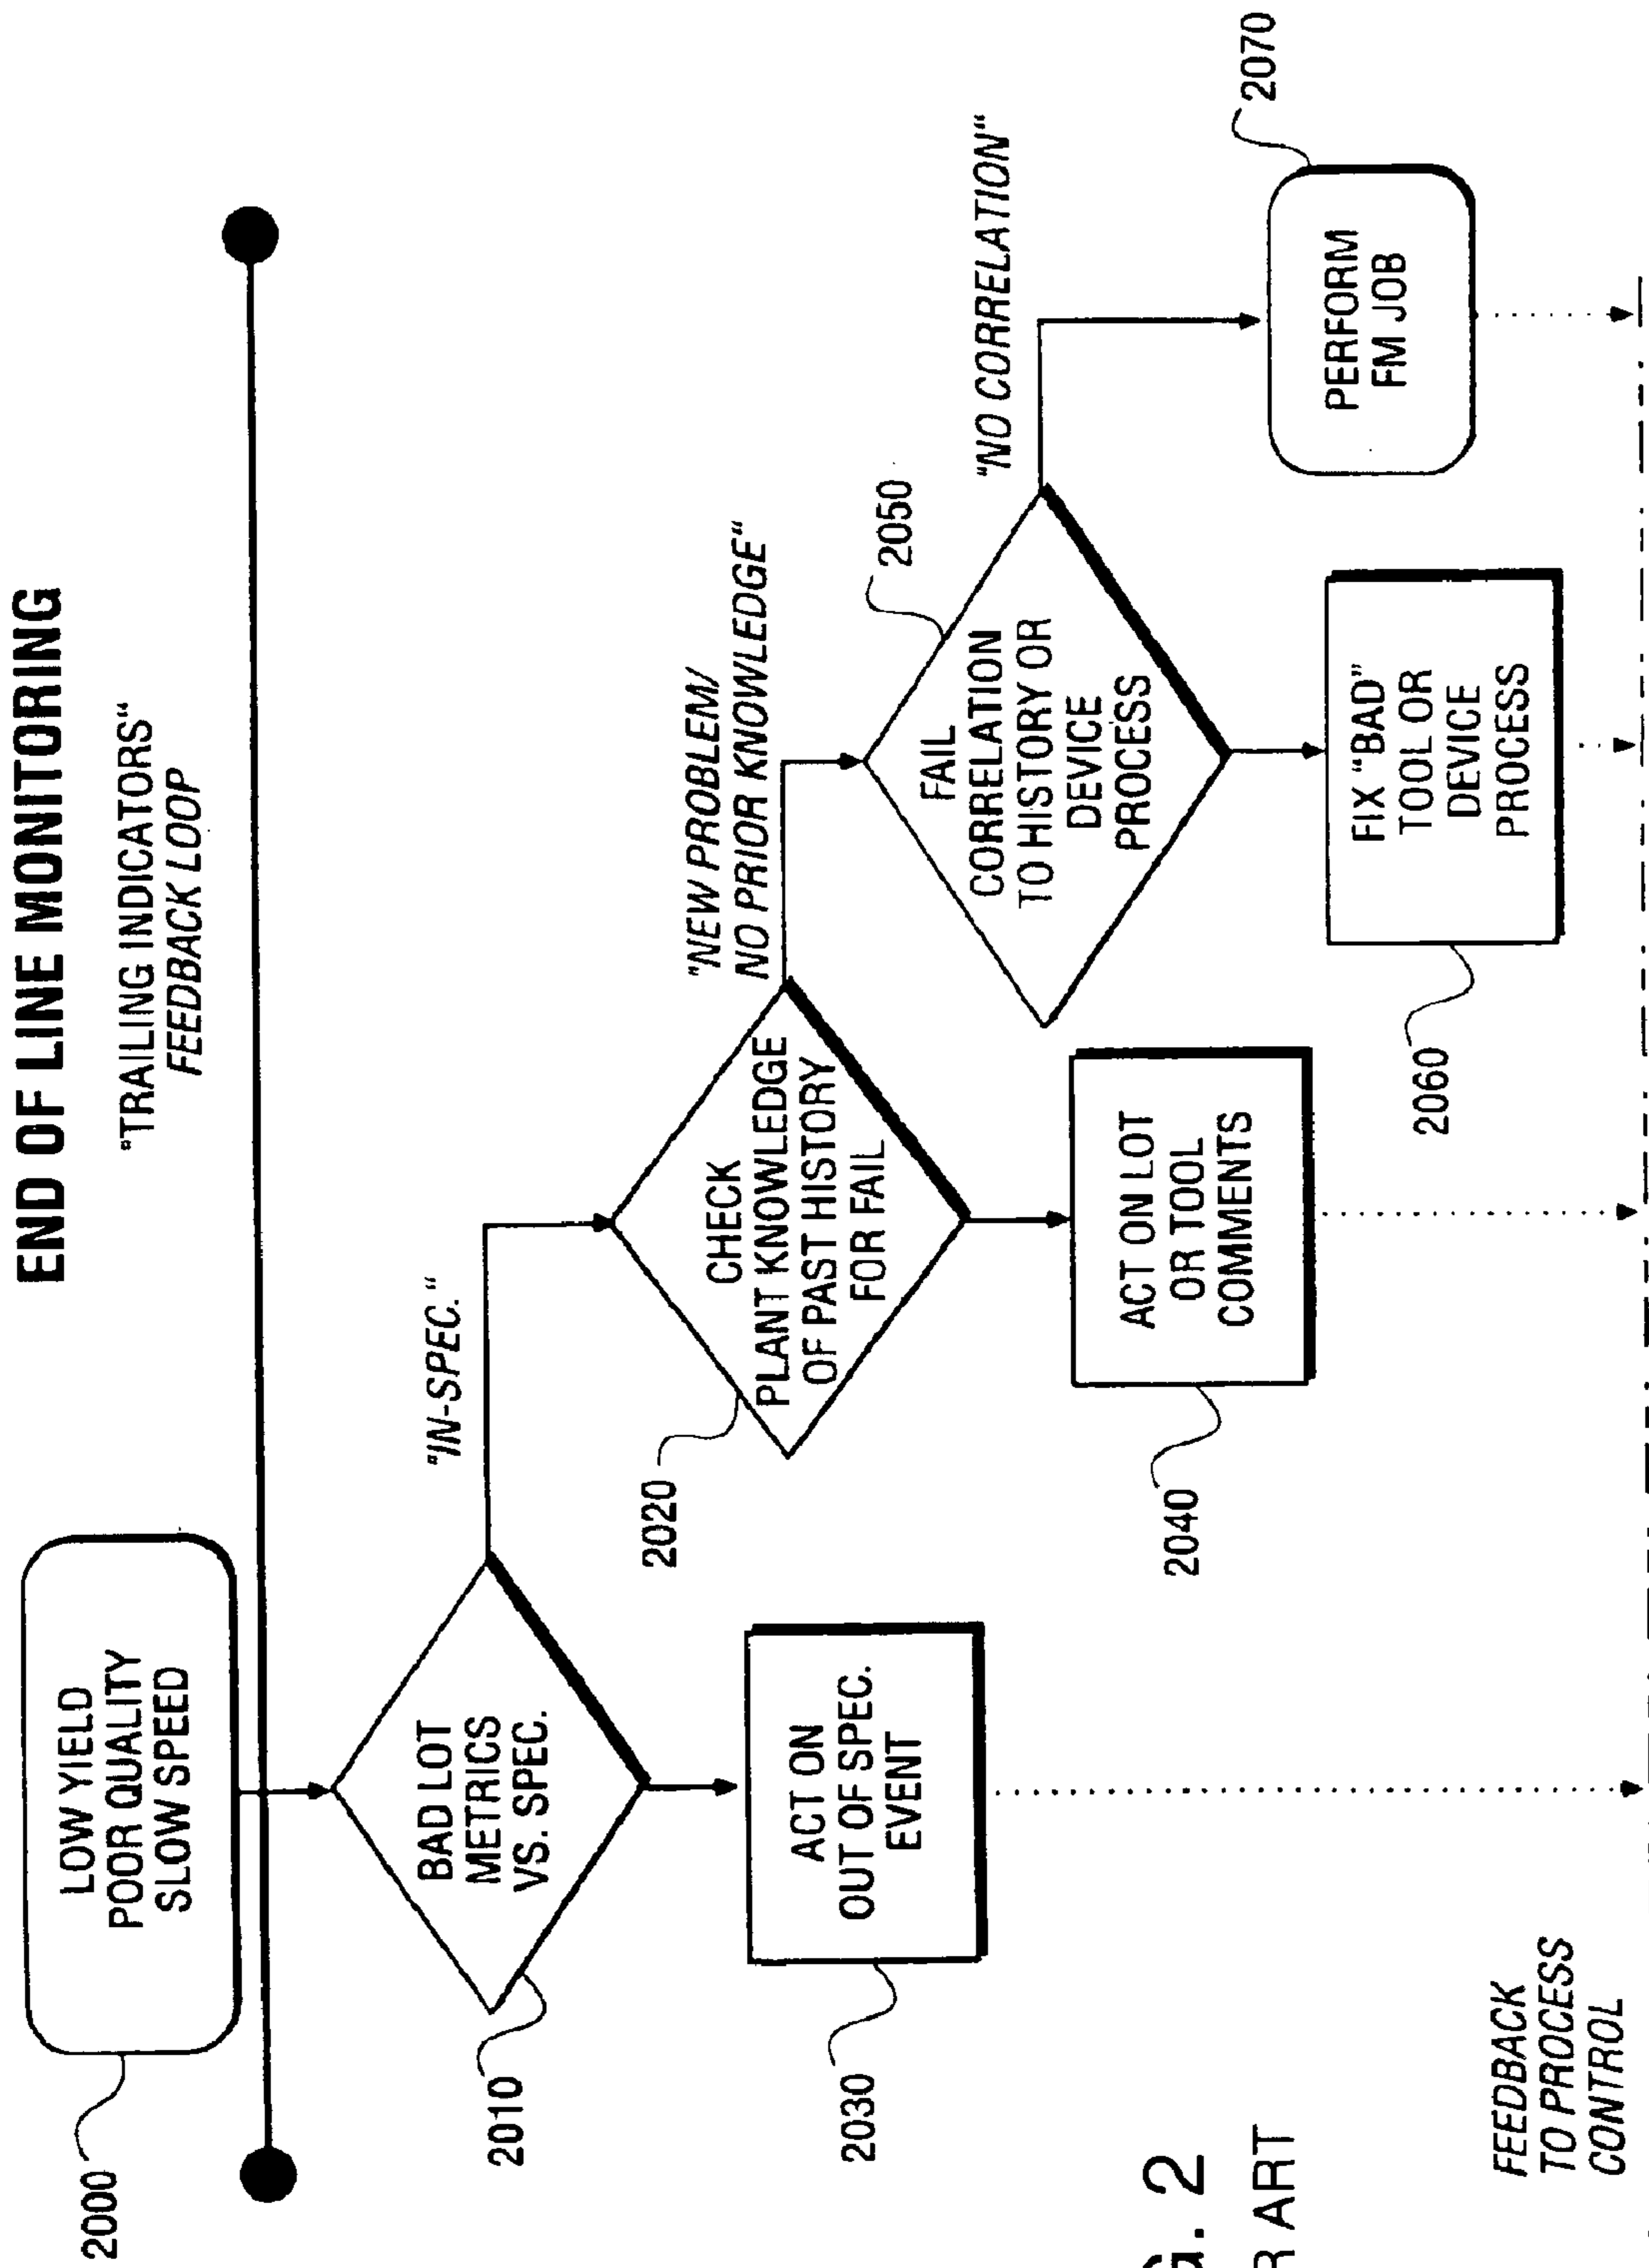 END OF LINE MONITORING
"TRAILING INDICATORS"
FEEDBACK LOOP
2000
LOW YIELD
POOR QUALITY
SLOW SPEED
2010
BAD LOT
METRICS
VS. SPEC.
"IN-SPEC."
2020
CHECK
PLANT KNOWLEDGE
OF PAST HISTORY
FOR FAIL
"NEW PROBLEM/
NO PRIOR KNOWLEDGE"
2050
FAIL
CORRELATION
TO HISTORY OR
DEVICE
PROCESS
"NO CORRELATION"
2030
ACT ON
OUT OF SPEC.
EVENT
2040
ACT ON LOT
OR TOOL
COMMENTS
2060
FIX "BAD"
TOOL OR
DEVICE
PROCESS
2070
PERFORM
FM JOB
2
ART
FEEDBACK
TO PROCESS
CONTROL